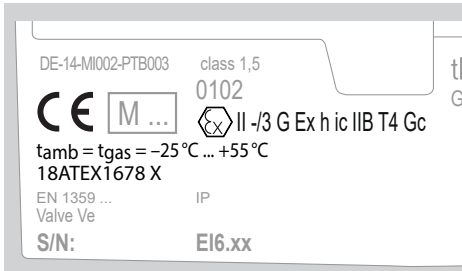 DE-14-MI002-PTB003 class 1,5
0102
CE M ... Ex II -/3 G Ex h ic IIB T4 Gc
tamb = tgas = –25 °C ... +55 °C
18ATEX1678 X
EN 1359 ... IP
Valve Ve
S/N: EI6.xx